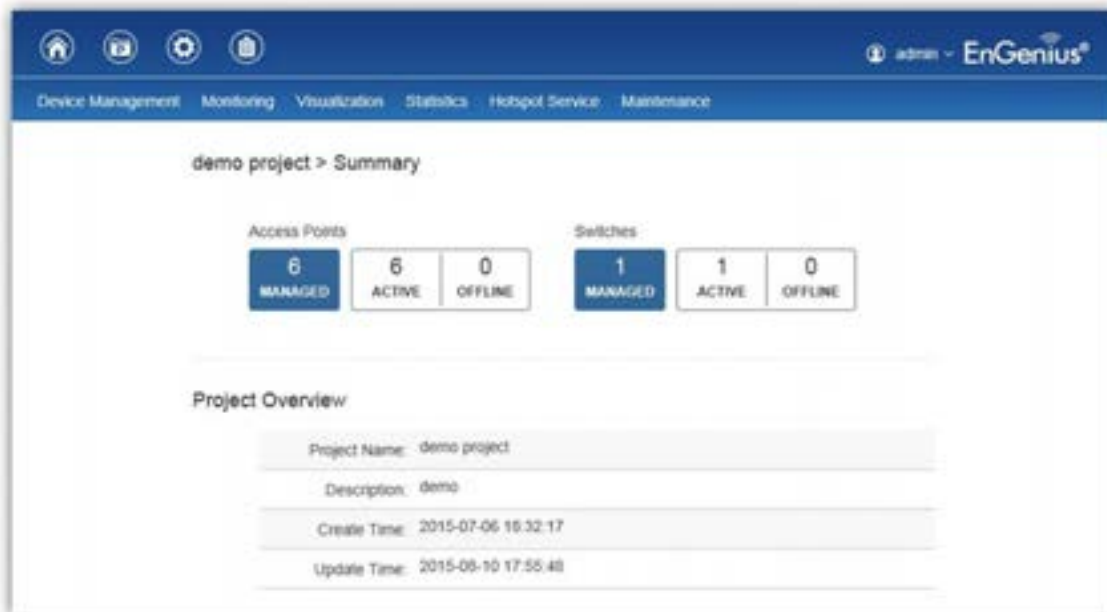 admin EnGenius®
Device Management Monitoring Visualization Statistics Hotspot Service Maintenance
demo project > Summary
Access Points
6 MANAGED
6 ACTIVE
0 OFFLINE
Switches
1 MANAGED
1 ACTIVE
0 OFFLINE
Project Overview
Project Name: demo project
Description: demo
Create Time: 2015-07-06 16:32:17
Update Time: 2015-08-10 17:55:48